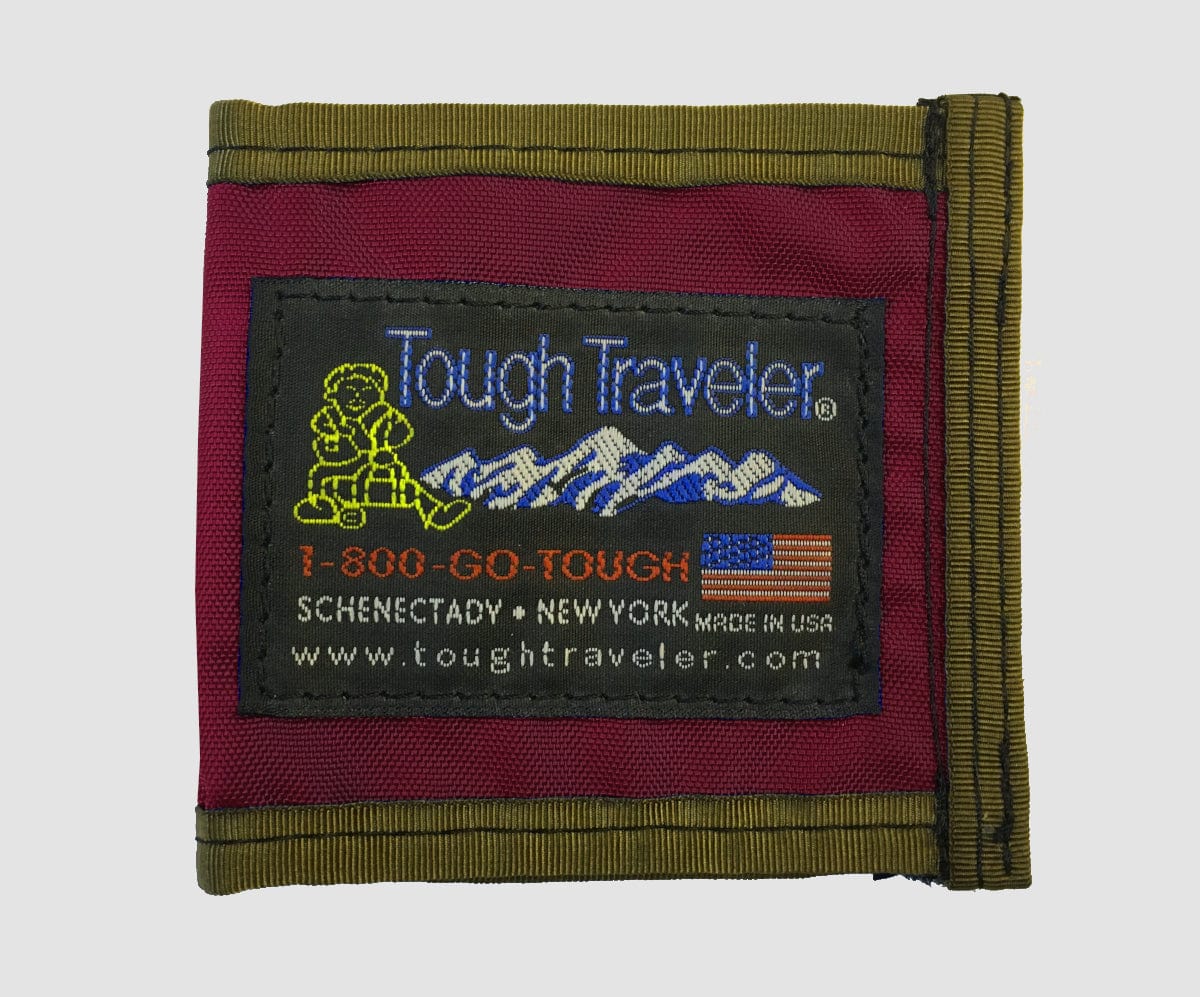 Tough Traveler®
1-800-GO-TOUGH
SCHENECTADY • NEW YORK
MADE IN USA
www.toughtraveler.com